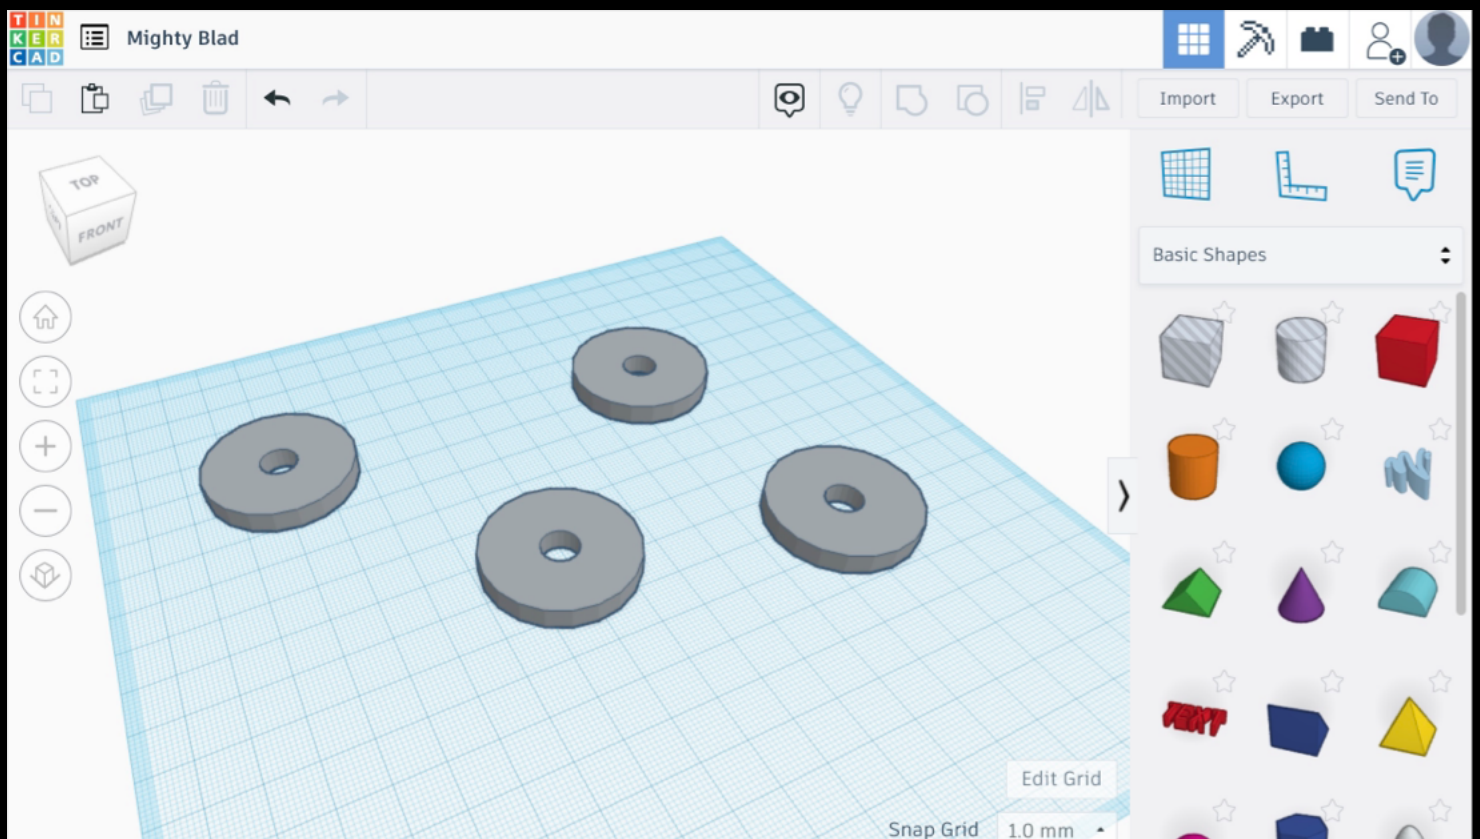 TIN
KER
CAD
Mighty Blad
Import
Export
Send To
TOP
FRONT
Basic Shapes
TEXT
Edit Grid
Snap Grid
1.0 mm